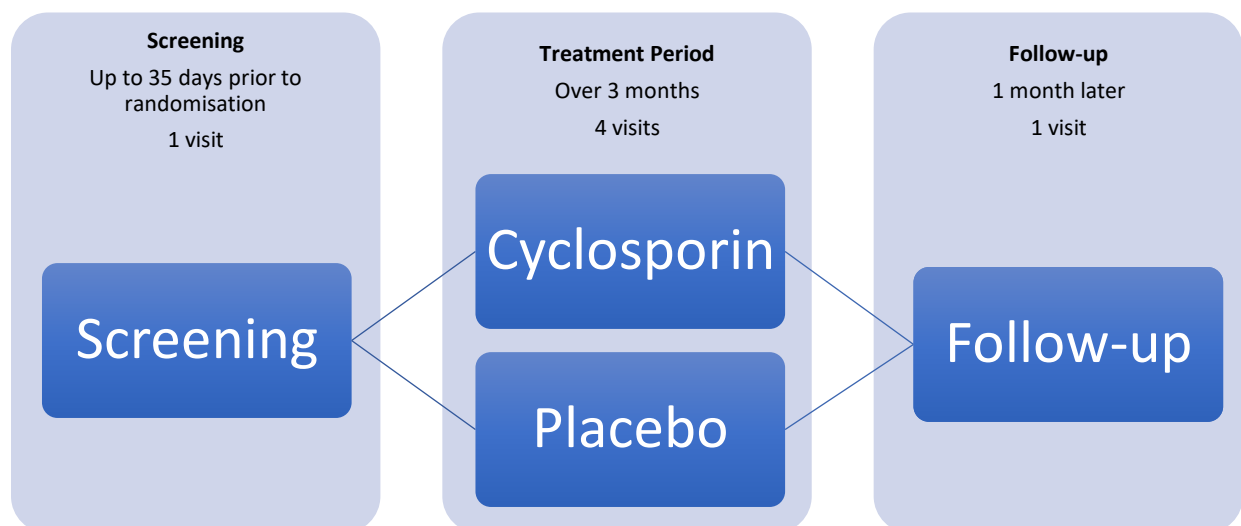 Screening
Up to 35 days prior to
randomisation
1 visit
Screening
Treatment Period
Over 3 months
4 visits
Cyclosporin
Placebo
Follow-up
1 month later
1 visit
Follow-up